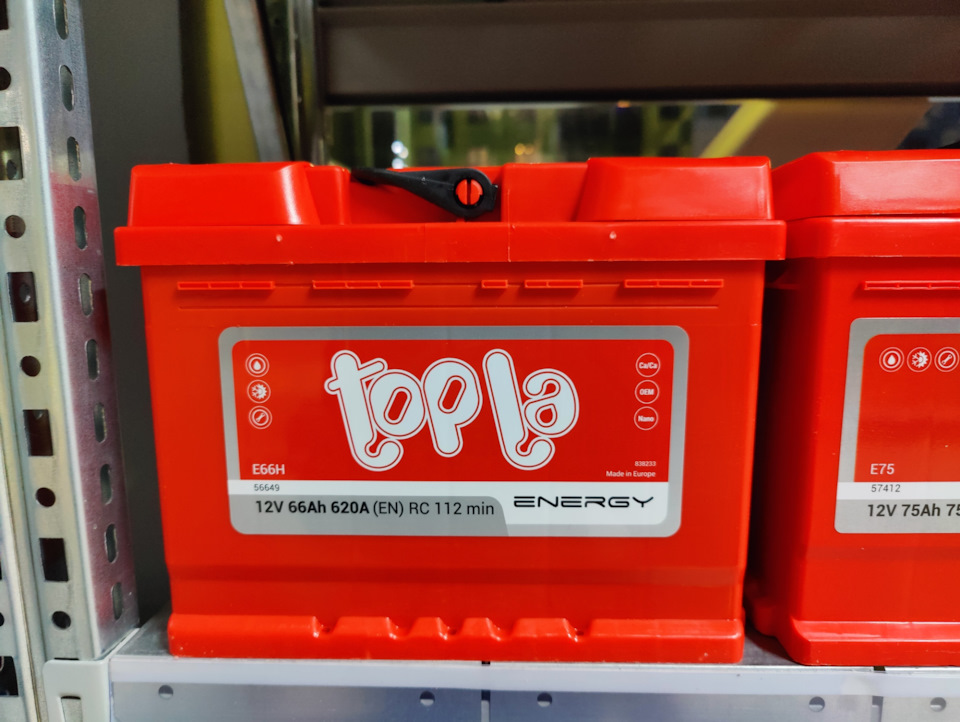 topla
Ca/Ca
OEM
Nano
E66H
838233
Made in Europe
56649
12V 66Ah 620A (EN) RC 112 min
ENERGY
E75
57412
12V 75Ah